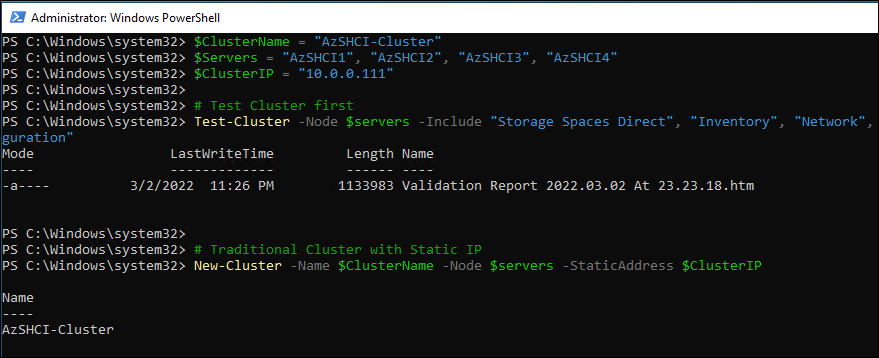 Administrator: Windows PowerShell
PS C:\Windows\system32> $ClusterName = "AzSHCI-Cluster"
PS C:\Windows\system32> $Servers = "AzSHCI1", "AzSHCI2", "AzSHCI3", "AzSHCI4"
PS C:\Windows\system32> $ClusterIP = "10.0.0.111"
PS C:\Windows\system32>
PS C:\Windows\system32> # Test Cluster first
PS C:\Windows\system32> Test-Cluster -Node $servers -Include "Storage Spaces Direct", "Inventory", "Network",
guration"
Mode                 LastWriteTime         Length Name
----                 -------------         ------ ----
-a----          3/2/2022  11:26 PM        1133983 Validation Report 2022.03.02 At 23.23.18.htm
PS C:\Windows\system32>
PS C:\Windows\system32> # Traditional Cluster with Static IP
PS C:\Windows\system32> New-Cluster -Name $ClusterName -Node $servers -StaticAddress $ClusterIP
Name
----
AzSHCI-Cluster